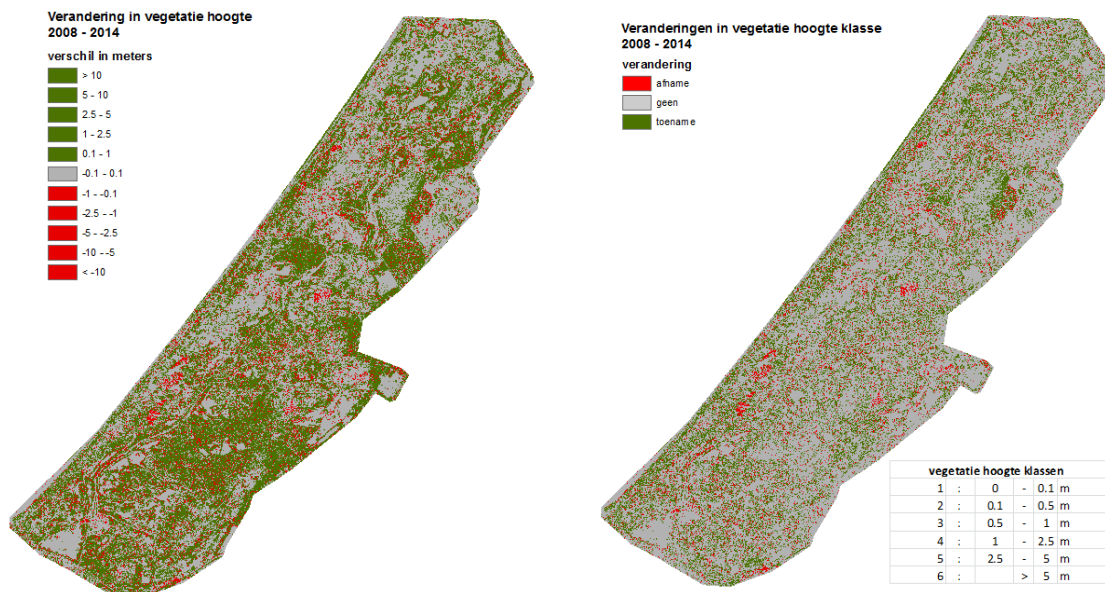 Verandering in vegetatie hoogte
2008 - 2014
verschil in meters
> 10
5 - 10
2.5 - 5
1 - 2.5
0.1 - 1
-0.1 - 0.1
-1 - -0.1
-2.5 - -1
-5 - -2.5
-10 - -5
< -10
Veranderingen in vegetatie hoogte klasse
2008 - 2014
verandering
afname
geen
toename
vegetatie hoogte klassen
1 : 0 - 0.1 m
2 : 0.1 - 0.5 m
3 : 0.5 - 1 m
4 : 1 - 2.5 m
5 : 2.5 - 5 m
6 : > 5 m